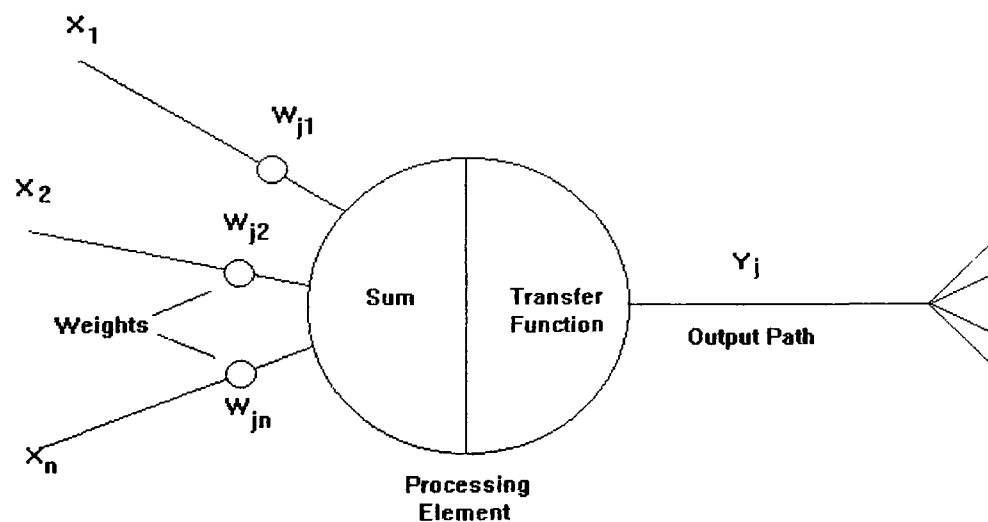 X1
Wj1
X2
Wj2
Weights
Wjn
Xn
Sum
Transfer
Function
Processing
Element
Yj
Output Path